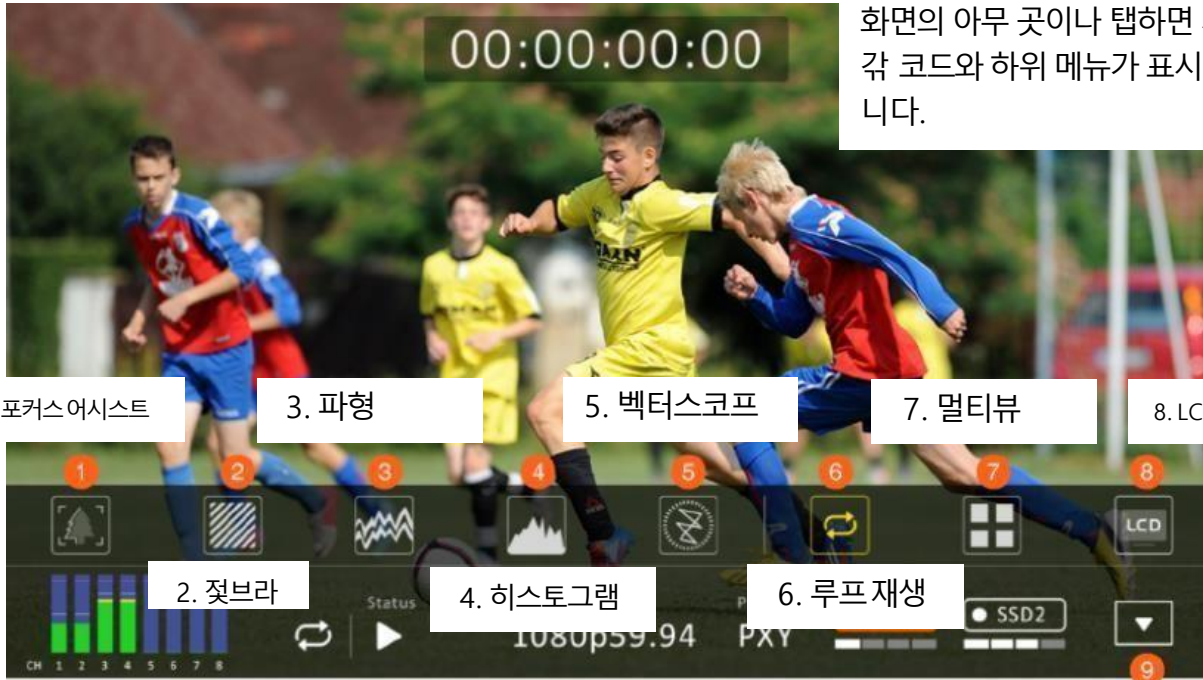 00:00:00:00
화면의 아무 곳이나 탭하면
갂 코드와 하위 메뉴가 표시
니다.
포커스 어시스트
3. 파형
5. 벡터스코프
7. 멀티뷰
8. LC
1
2
3
4
5
6
7
8
LCD
2. 젓브라
4. 히스토그램
6. 루프 재생
Status
1080p59.94
PXY
SSD2
CH 1 2 3 4 5 6 7 8
9